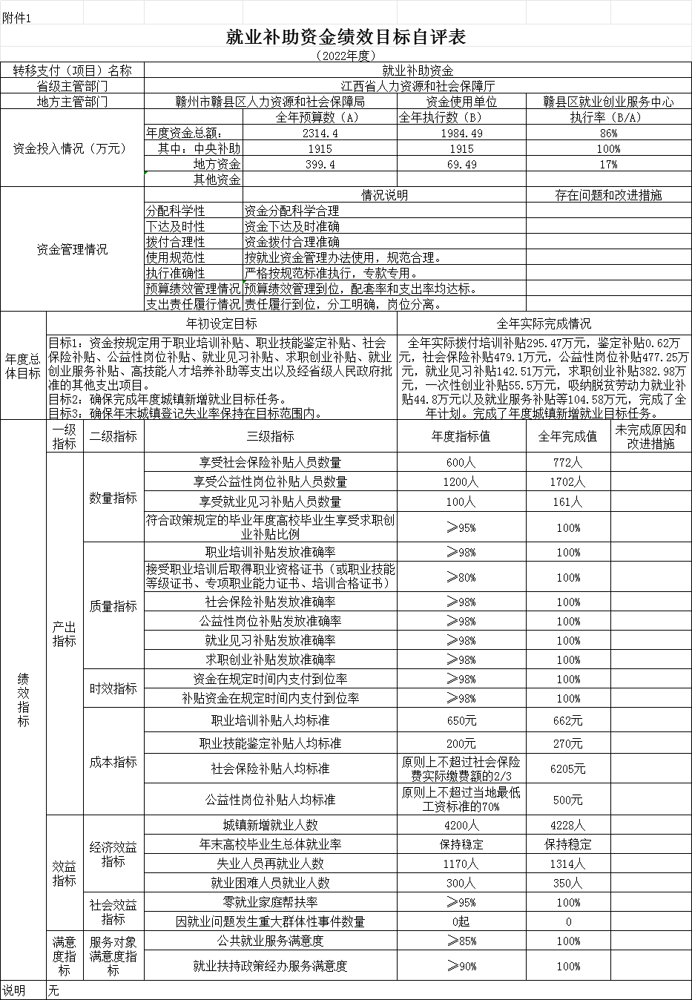 附件1
就业补助资金绩效目标自评表
（2022年度）
转移支付（项目）名称 就业补助资金
省级主管部门 江西省人力资源和社会保障厅
地方主管部门 赣州市赣县区人力资源和社会保障局 资金使用单位 赣县区就业创业服务中心
资金投入情况（万元） 全年预算数（A） 全年执行数（B） 执行率（B/A）
年度资金总额： 2314.4 1984.49 86%
其中：中央补助 1915 1915 100%
地方资金 399.4 69.49 17%
其他资金
资金管理情况 情况说明 存在问题和改进措施
分配科学性 资金分配科学合理
下达及时性 资金下达及时准确
拨付合理性 资金拨付合理准确
使用规范性 按就业资金管理办法使用，规范合理。
执行准确性 严格按规范标准执行，专款专用。
预算绩效管理情况 预算绩效管理到位，配套率和支出率均达标。
支出责任履行情况 责任履行到位，分工明确，岗位分离。
年度总
体目标
年初设定目标
目标1：资金按规定用于职业培训补贴、职业技能鉴定补贴、社会
保险补贴、公益性岗位补贴、就业见习补贴、求职创业补贴、就业
创业服务补贴、高技能人才培养补助等支出以及经省级人民政府批
准的其他支出项目。
目标2：确保完成年度城镇新增就业目标任务。
目标3：确保年末城镇登记失业率保持在目标范围内。
全年实际完成情况
全年实际拨付培训补贴295.47万元，鉴定补贴0.62万
元，社会保险补贴479.1万元，公益性岗位补贴477.25万
元，就业见习补贴142.51万元，求职创业补贴382.98万
元，一次性创业补贴55.5万元，吸纳脱贫劳动力就业补
贴44.8万元以及就业服务补贴等104.58万元，完成了全
年计划。完成了年度城镇新增就业目标任务。
绩
效
指
标
一级
指标
二级指标 三级指标 年度指标值 全年完成值 未完成原因和
改进措施
产出
指标
数量指标
享受社会保险补贴人员数量 600人 772人
享受公益性岗位补贴人员数量 1200人 1702人
享受就业见习补贴人员数量 100人 161人
符合政策规定的毕业年度高校毕业生享受求职创
业补贴比例 ≥95% 100%
质量指标
职业培训补贴发放准确率 ≥98% 100%
接受职业培训后取得职业资格证书（或职业技能
等级证书、专项职业能力证书、培训合格证书） ≥80% 100%
社会保险补贴发放准确率 ≥98% 100%
公益性岗位补贴发放准确率 ≥98% 100%
就业见习补贴发放准确率 ≥98% 100%
求职创业补贴发放准确率 ≥98% 100%
时效指标
资金在规定时间内支付到位率 ≥98% 100%
补贴资金在规定时间内支付到位率 ≥98% 100%
成本指标
职业培训补贴人均标准 650元 662元
职业技能鉴定补贴人均标准 200元 270元
社会保险补贴人均标准 原则上不超过社会保险
费实际缴费额的2/3 6205元
公益性岗位补贴人均标准 原则上不超过当地最低
工资标准的70% 500元
效益
指标
经济效益
指标
城镇新增就业人数 4200人 4228人
年末高校毕业生总体就业率 保持稳定 保持稳定
失业人员再就业人数 1170人 1314人
就业困难人员就业人数 300人 350人
社会效益
指标
零就业家庭帮扶率 ≥95% 100%
因就业问题发生重大群体性事件数量 0起 0
满意
度指
标
服务对象
满意度指
标
公共就业服务满意度 ≥85% 100%
就业扶持政策经办服务满意度 ≥90% 100%
说明 无